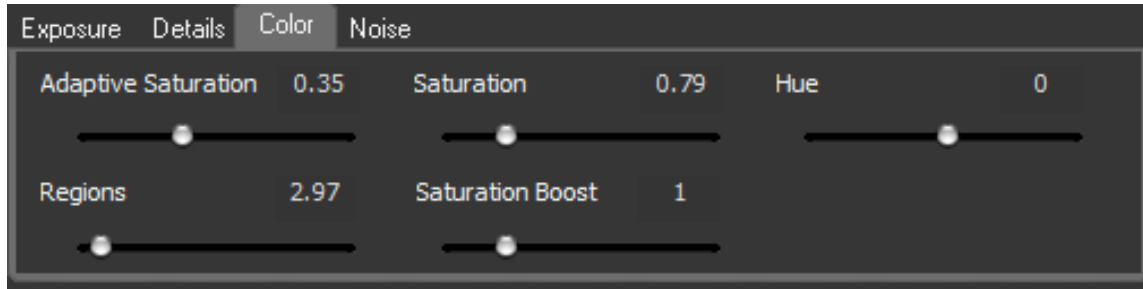 Exposure Details Color Noise
Adaptive Saturation 0.35 Saturation 0.79 Hue 0
Regions 2.97 Saturation Boost 1